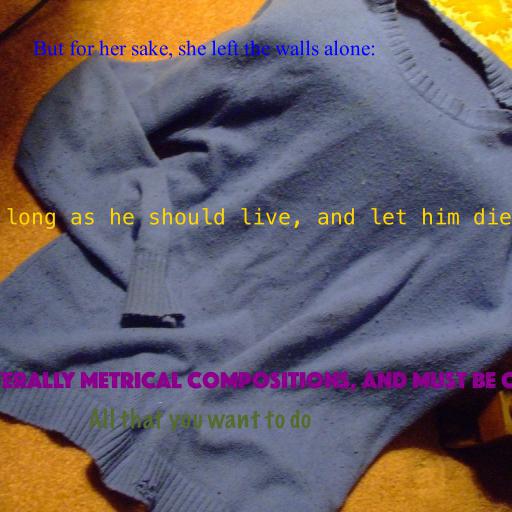 But for her sake, she left the walls alone:
long as he should live, and let him die
METRICAL COMPOSITIONS, AND MUST BE
All that you want to do